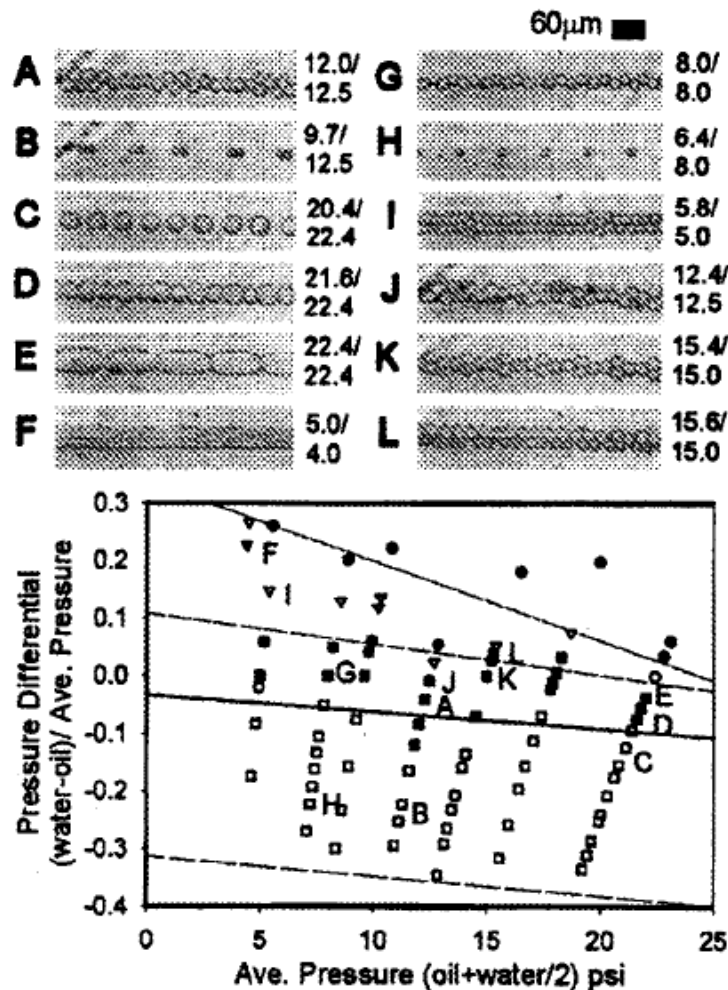 60µm
A 12.0/ 12.5 G 8.0/ 8.0
B 9.7/ 12.5 H 6.4/ 8.0
C 20.4/ 22.4 I 5.8/ 5.0
D 21.6/ 22.4 J 12.4/ 12.5
E 22.4/ 22.4 K 15.4/ 15.0
F 5.0/ 4.0 L 15.6/ 15.0
Pressure Differential
(water-oil)/ Ave. Pressure
0.3
0.2
0.1
0.0
-0.1
-0.2
-0.3
-0.4
F
I
G
J
A
L
K
E
D
C
H
B
0 5 10 15 20 25
Ave. Pressure (oil+water/2) psi